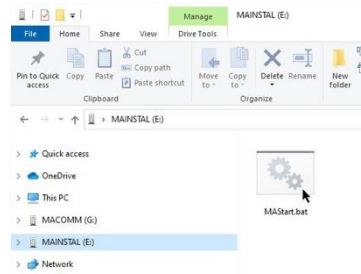 Manage
MAINSTAL (E:)
File
Home
Share
View
Drive Tools
Pin to Quick access
Copy
Paste
Cut
Copy path
Paste shortcut
Move to
Copy to
Delete
Rename
New folder
Clipboard
Organize
MAINSTAL (E:)
Quick access
OneDrive
This PC
MACOMM (G:)
MAINSTAL (E:)
Network
MAStart.bat